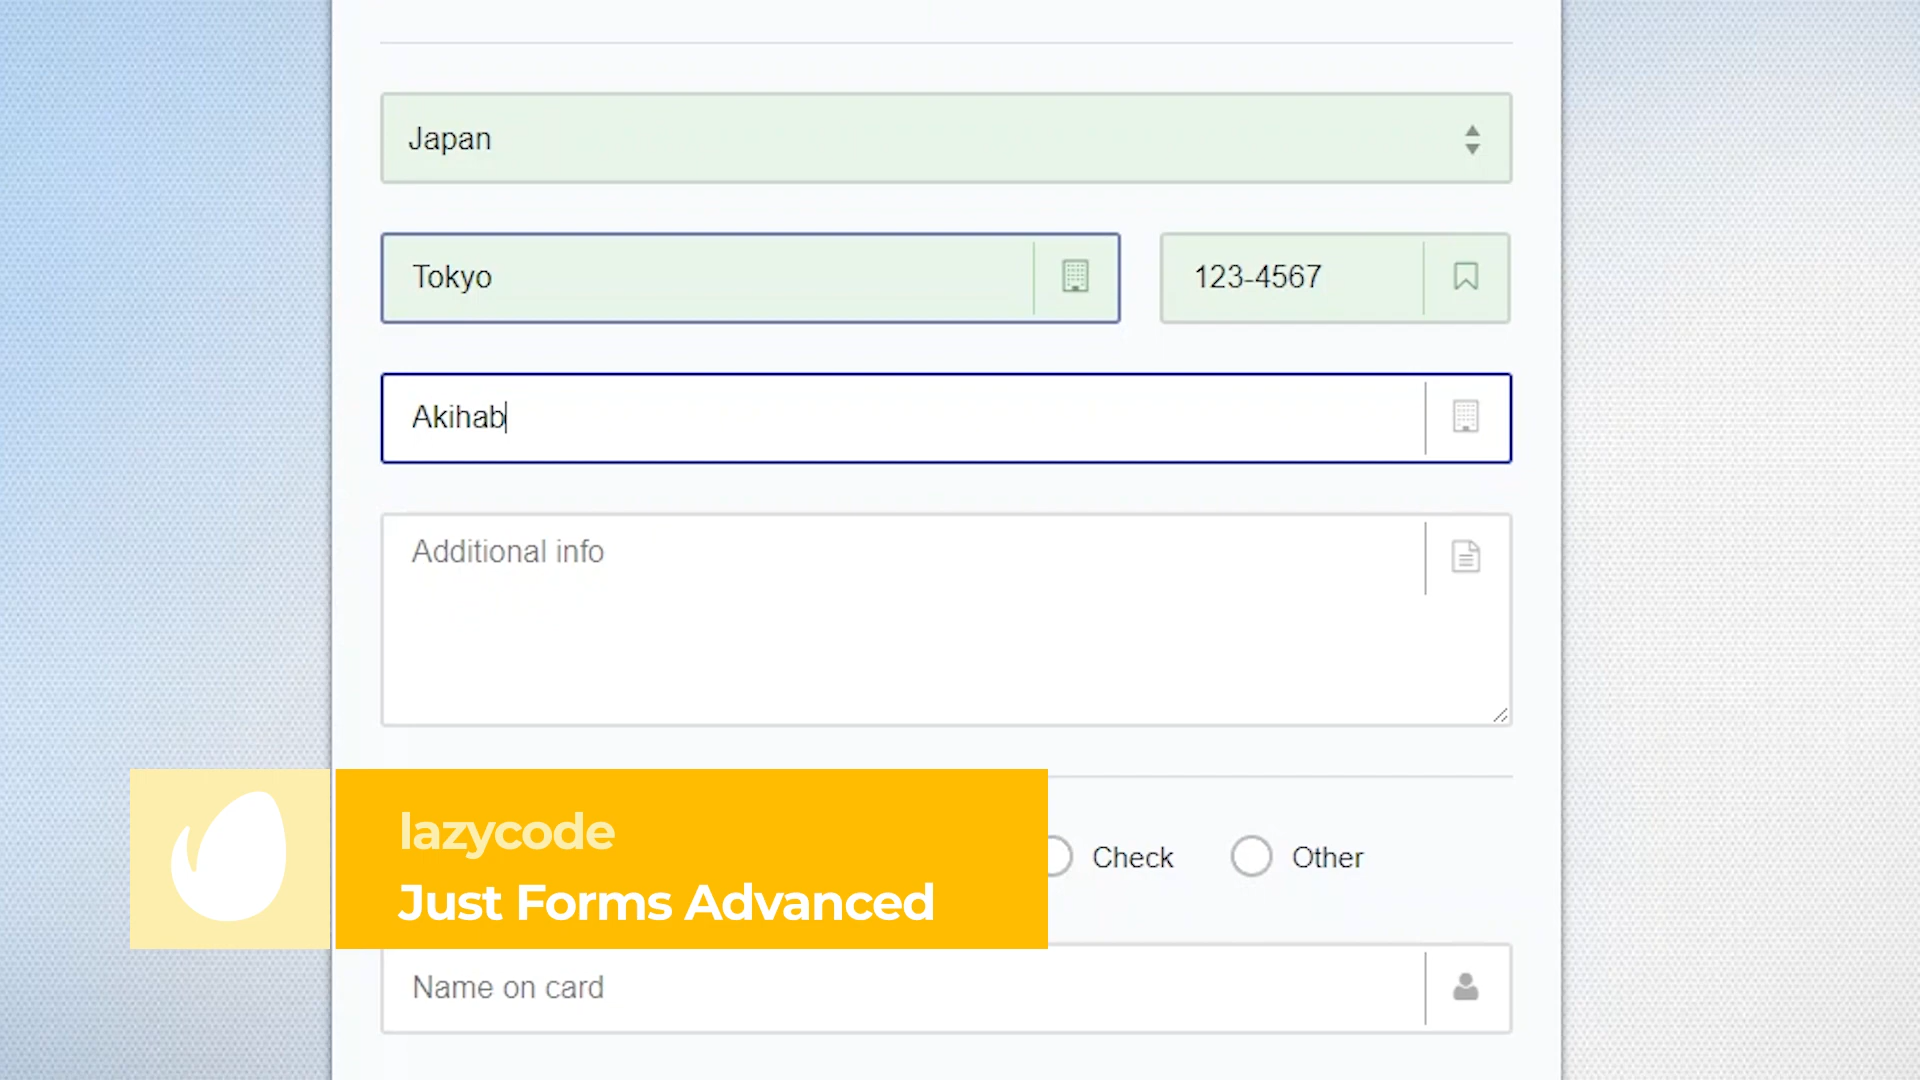 Japan
Tokyo
123-4567
Akihab
Additional info
lazycode
Just Forms Advanced
Check
Other
Name on card